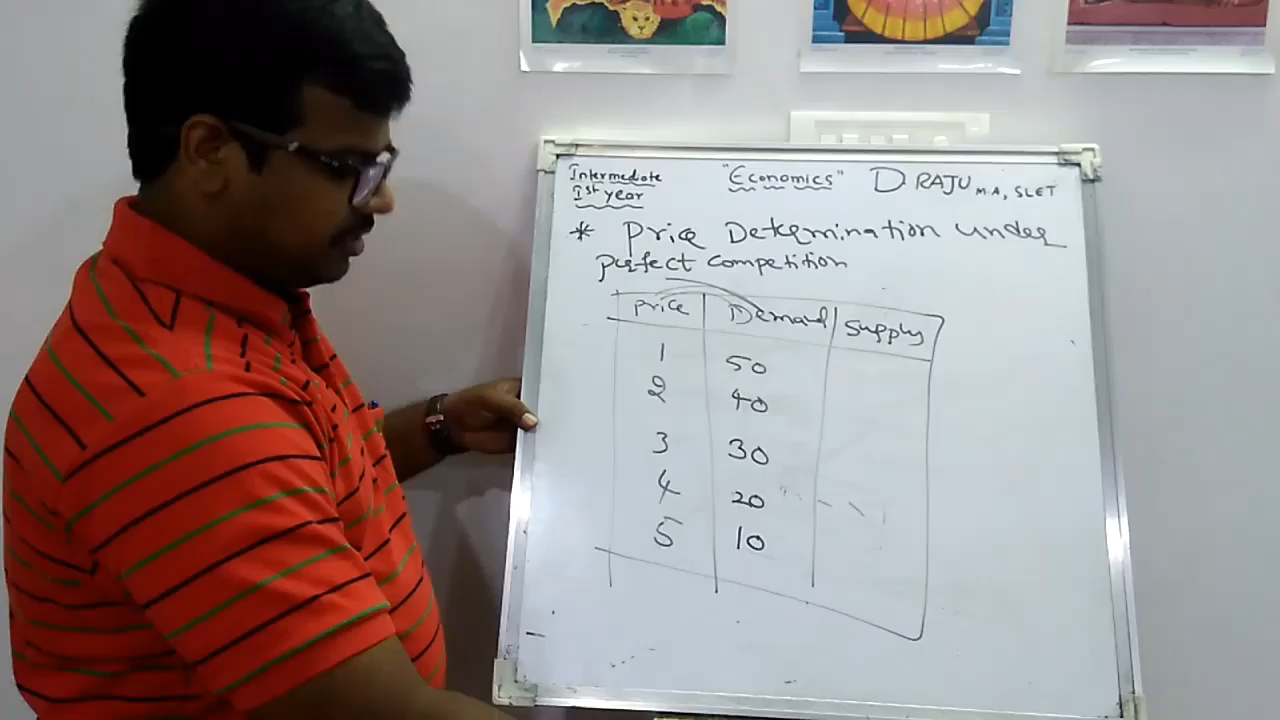 Intermediate "Economics" D. RAJU M.A, SLET
Ist year
* Price Determination under
perfect competition
Price Demand Supply
1 50
2 40
3 30
4 20
5 10